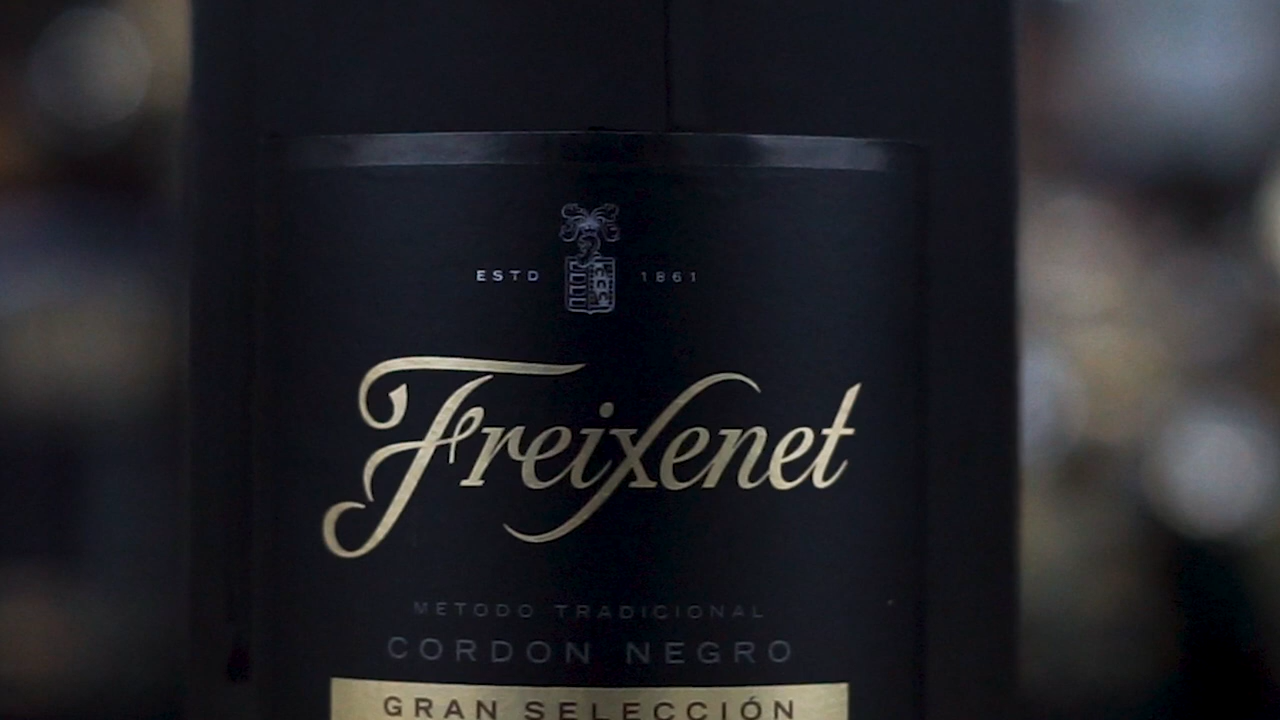 ESTD 1861
Freixenet
METODO TRADICIONAL
CORDON NEGRO
GRAN SELECCIÓN